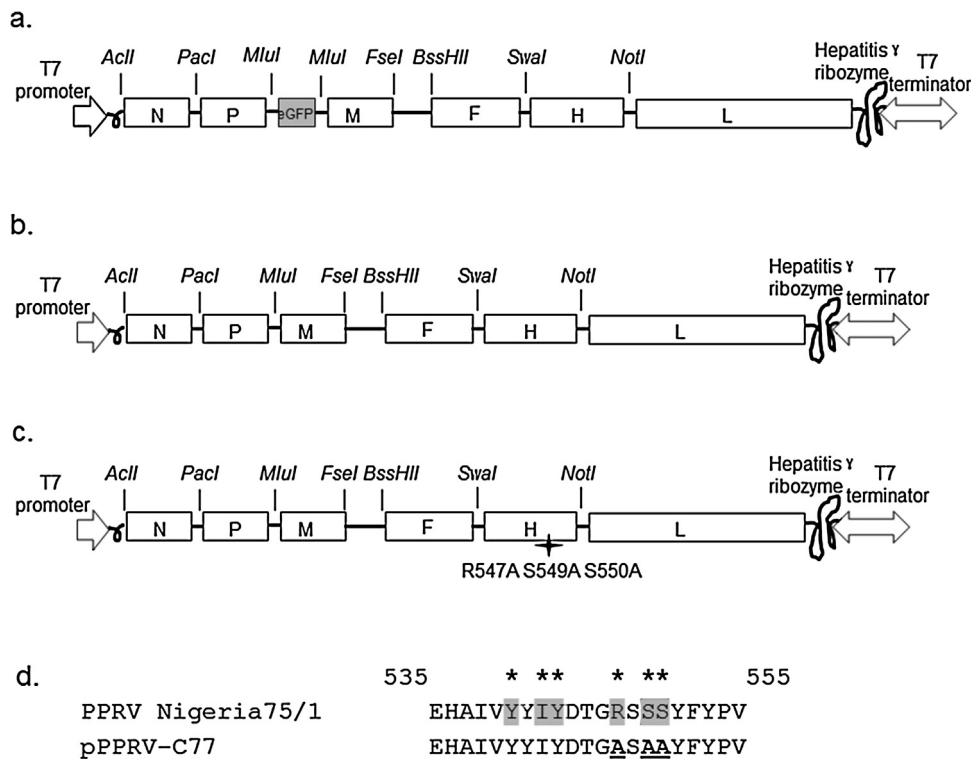 a.
AclI PacI MluI MluI FseI BssHII SwaI NotI
T7 promoter
Hepatitis γ ribozyme
T7 terminator
N P eGFP M F H L
b.
AclI PacI MluI FseI BssHII SwaI NotI
T7 promoter
Hepatitis γ ribozyme
T7 terminator
N P M F H L
c.
AclI PacI MluI FseI BssHII SwaI NotI
T7 promoter
Hepatitis γ ribozyme
T7 terminator
N P M F H L
R547A S549A S550A
d.
535 * ** * ** 555
PPRV Nigeria75/1 EHAIVYYIYDTGRSSSYFYPV
pPPRV-C77 EHAIVYYIYDTGASAAYFYPV